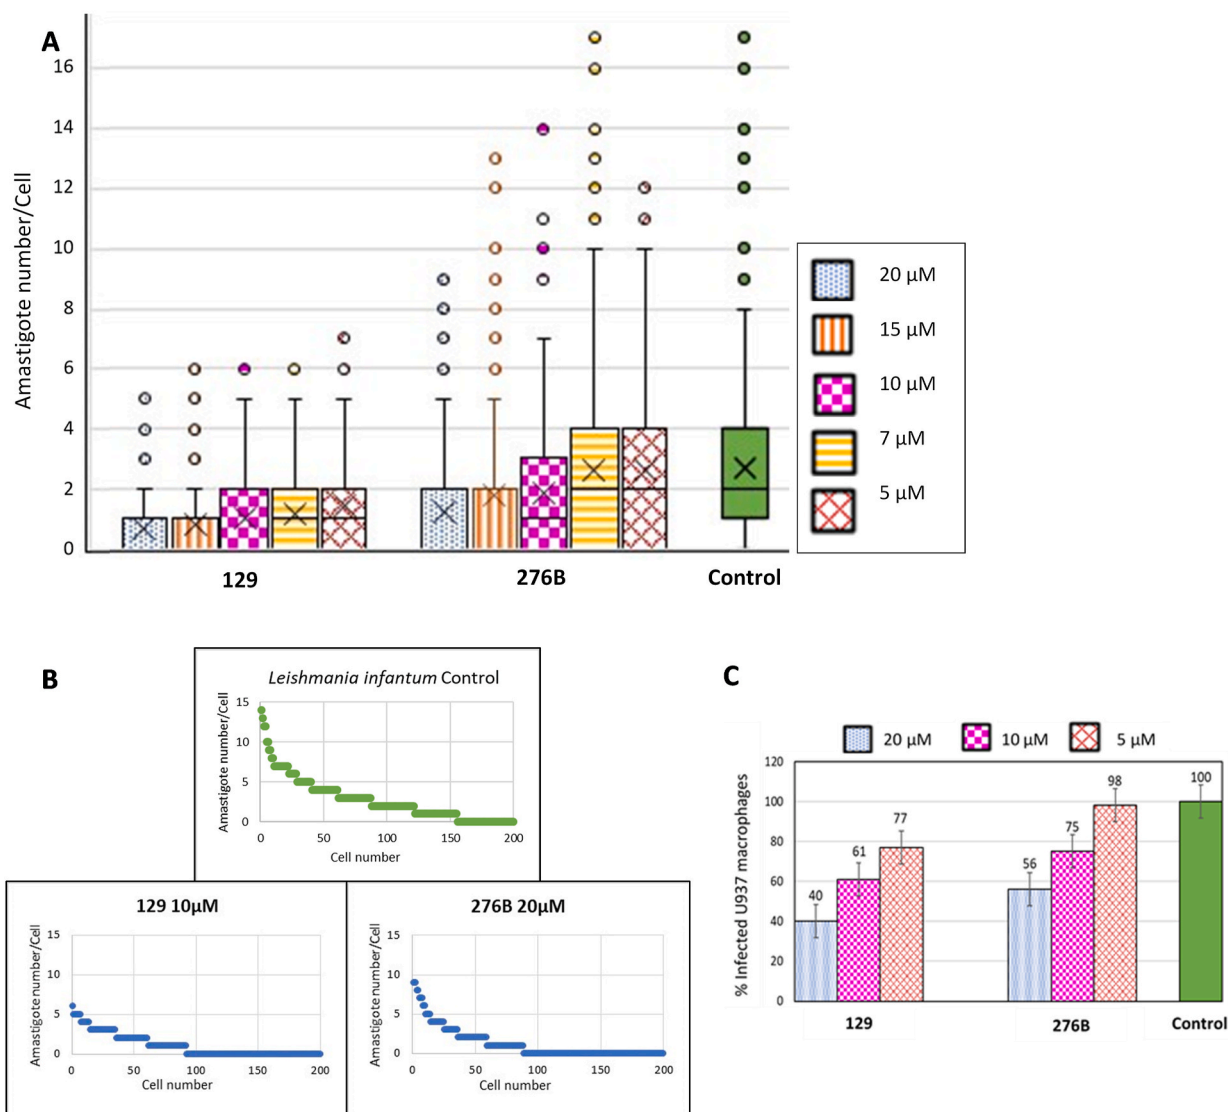 A
Amastigote number/Cell
16
14
12
10
8
6
4
2
0
129
276B
Control
20 μM
15 μM
10 μM
7 μM
5 μM
B
Leishmania infantum Control
Amastigote number/Cell
15
10
5
0
0 50 100 150 200
Cell number
129 10μM
Amastigote number/Cell
15
10
5
0
0 50 100 150 200
Cell number
276B 20μM
Amastigote number/Cell
15
10
5
0
0 50 100 150 200
Cell number
C
20 μM 10 μM 5 μM
% Infected U937 macrophages
120
100
80
60
40
20
0
40
61
77
56
75
98
100
129
276B
Control